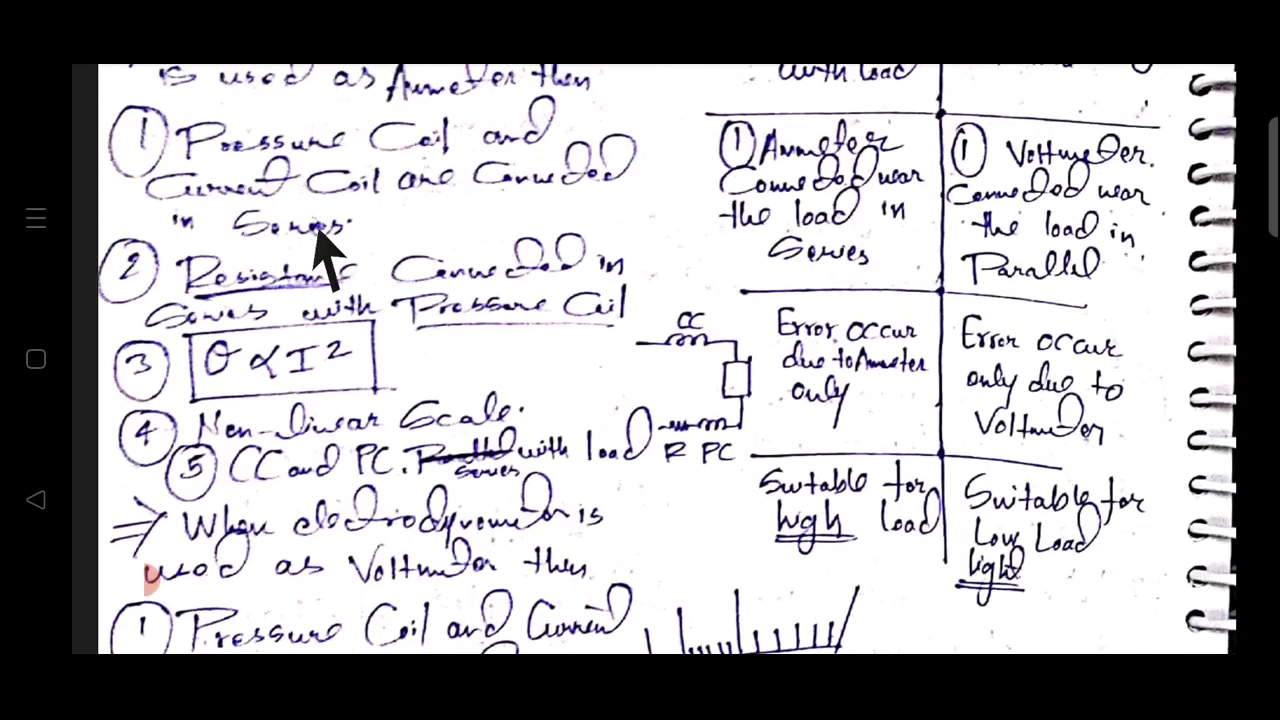 is used as Ammeter then
① Pressure Coil and
Current Coil are Connected
in Series.
② Resistance Connected in
Series with Pressure Coil
③ θ ∝ I²
④ Non-linear Scale.
⑤ CC and PC. with load
Series
⇒ When electrodynamometer is
used as Voltmeter then
① Pressure Coil and Current
CC
R PC
with load
① Ammeter
Connected near
the load in
Series
Error occur
due to Ammeter
only
Suitable for
high load
① Voltmeter.
Connected near
the load in
Parallel
Error occur
only due to
Voltmeter
Suitable for
Low Load
light